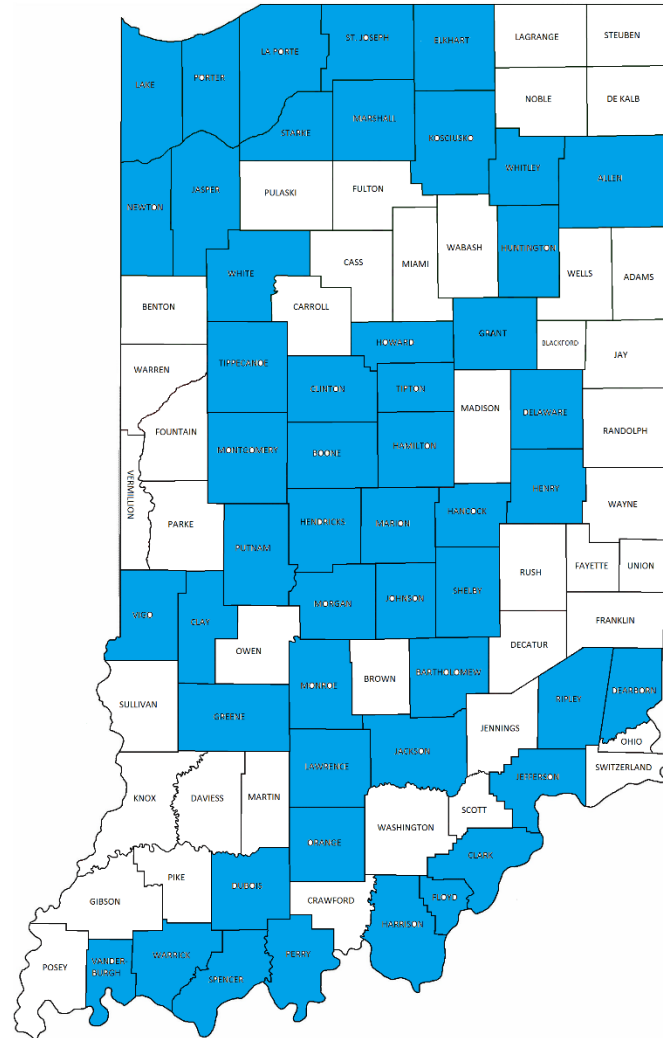 LAGRANGE
STEUBEN
ST. JOSEPH
ELKHART
LA PORTE
PORTER
LAKE
NOBLE
DE KALB
MARSHALL
STARKE
KOSCIUSKO
WHITLEY
ALLEN
JASPER
PULASKI
FULTON
NEWTON
HUNTINGTON
WABASH
MIAMI
CASS
WHITE
WELLS
ADAMS
BENTON
CARROLL
GRANT
HOWARD
BLACKFORD
JAY
TIPPECANOE
WARREN
CLINTON
TIPTON
MADISON
DELAWARE
RANDOLPH
FOUNTAIN
MONTGOMERY
BOONE
HAMILTON
VERMILLION
HENRY
WAYNE
HANCOCK
HENDRICKS
MARION
PARKE
PUTNAM
RUSH
FAYETTE
UNION
MORGAN
JOHNSON
SHELBY
VIGO
CLAY
FRANKLIN
OWEN
DECATUR
BROWN
BARTHOLOMEW
MONROE
RIPLEY
DEARBORN
SULLIVAN
GREENE
JENNINGS
OHIO
JACKSON
LAWRENCE
SWITZERLAND
JEFFERSON
KNOX
DAVIESS
MARTIN
SCOTT
WASHINGTON
ORANGE
CLARK
PIKE
DUBOIS
GIBSON
CRAWFORD
FLOYD
HARRISON
POSEY
VANDER-
BURGH
WARRICK
SPENCER
PERRY